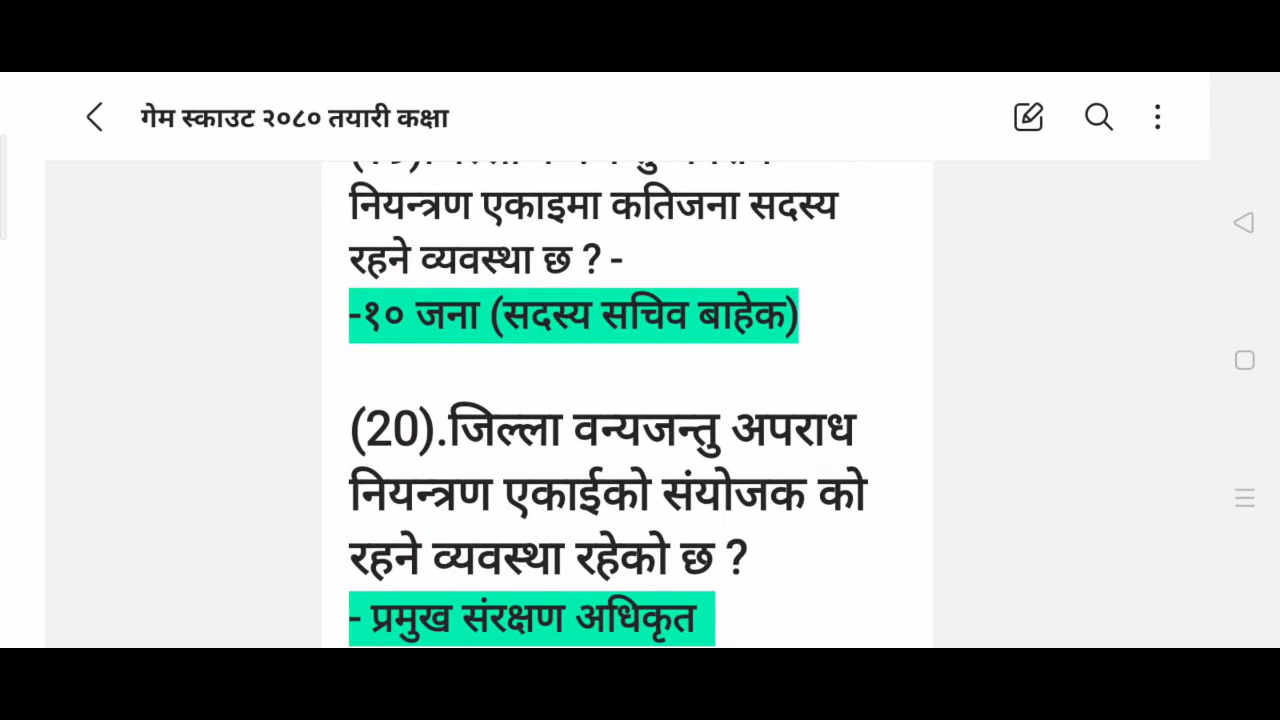 गेम स्काउट २०८० तयारी कक्षा
नियन्त्रण एकाइमा कतिजना सदस्य
रहने व्यवस्था छ ? -
-१० जना (सदस्य सचिव बाहेक)
(20).जिल्ला वन्यजन्तु अपराध
नियन्त्रण एकाईको संयोजक को
रहने व्यवस्था रहेको छ ?
- प्रमुख संरक्षण अधिकृत